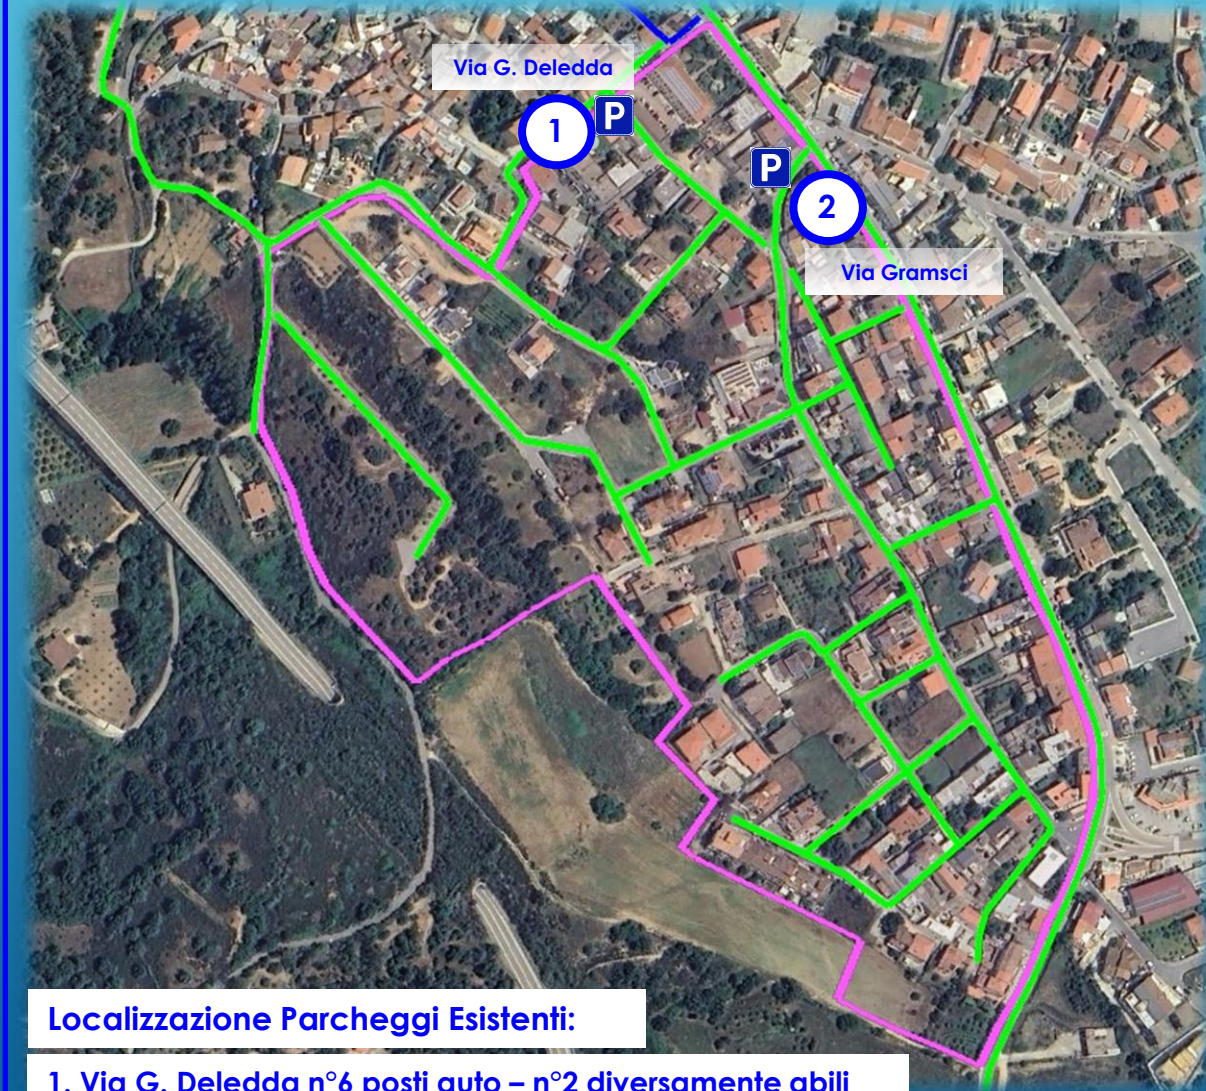 Via G. Deledda
1
P
P
2
Via Gramsci
Localizzazione Parcheggi Esistenti:
1. Via G. Deledda n°6 posti auto – n°2 diversamente abili